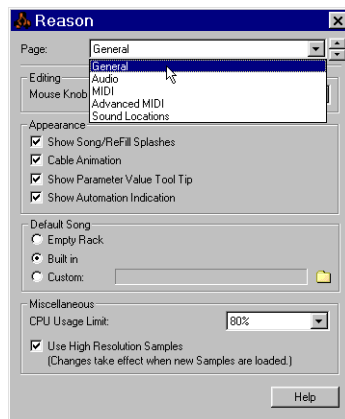 Reason
Page: General
General
Audio
MIDI
Advanced MIDI
Sound Locations
Editing
Mouse Knob
Appearance
Show Song/ReFill Splashes
Cable Animation
Show Parameter Value Tool Tip
Show Automation Indication
Default Song
Empty Rack
Built in
Custom:
Miscellaneous
CPU Usage Limit: 80%
Use High Resolution Samples
(Changes take effect when new Samples are loaded.)
Help